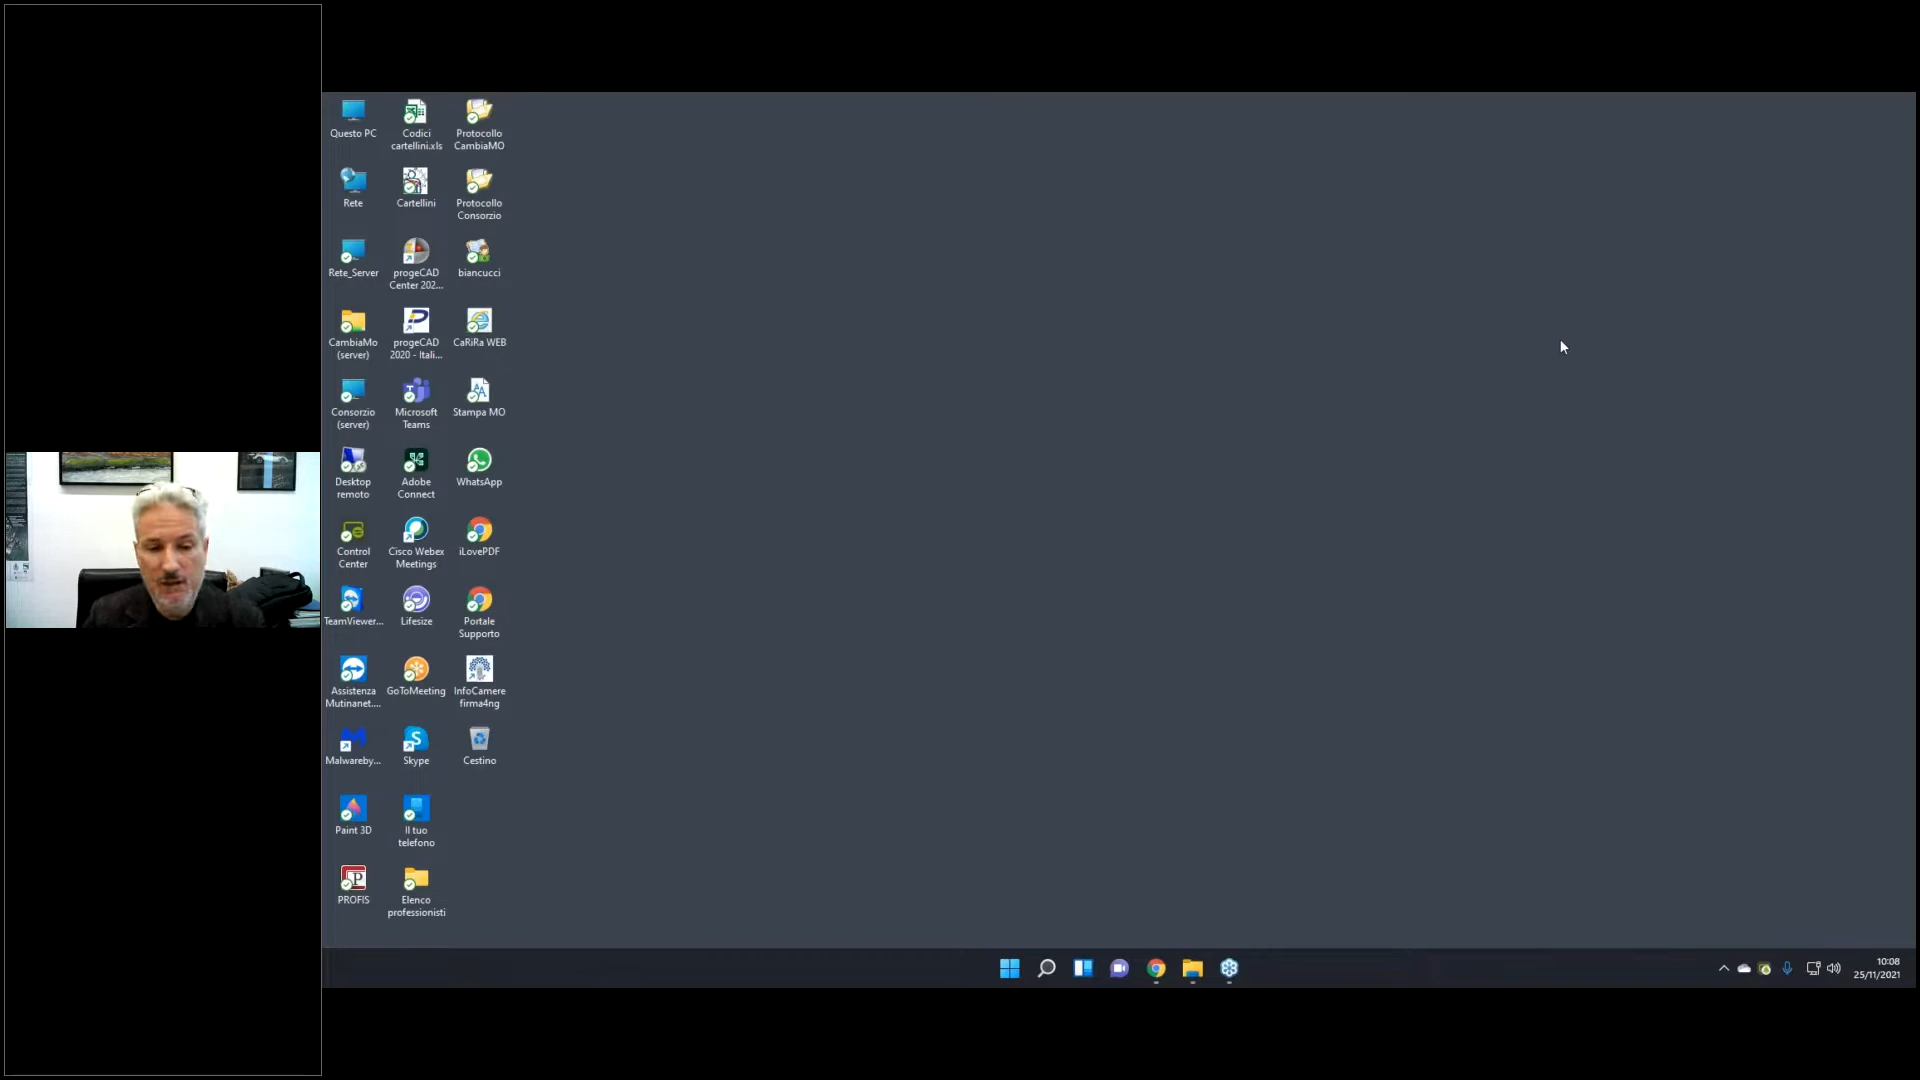 Questo PC
Codici
cartellini.xls
Protocollo
CambiaMO
Rete
Cartellini
Protocollo
Consorzio
Rete_Server
progeCAD
Center 202...
biancucci
CambiaMo
(server)
progeCAD
2020 - Itali...
CaRiRa WEB
Consorzio
(server)
Microsoft
Teams
Stampa MO
Desktop
remoto
Adobe
Connect
WhatsApp
Control
Center
Cisco Webex
Meetings
iLovePDF
TeamViewer...
Lifesize
Portale
Supporto
Assistenza
Mutinanet....
GoToMeeting
InfoCamere
firma4ng
Malwareby...
Skype
Cestino
Paint 3D
Il tuo
telefono
PROFIS
Elenco
professionisti
10:08
25/11/2021